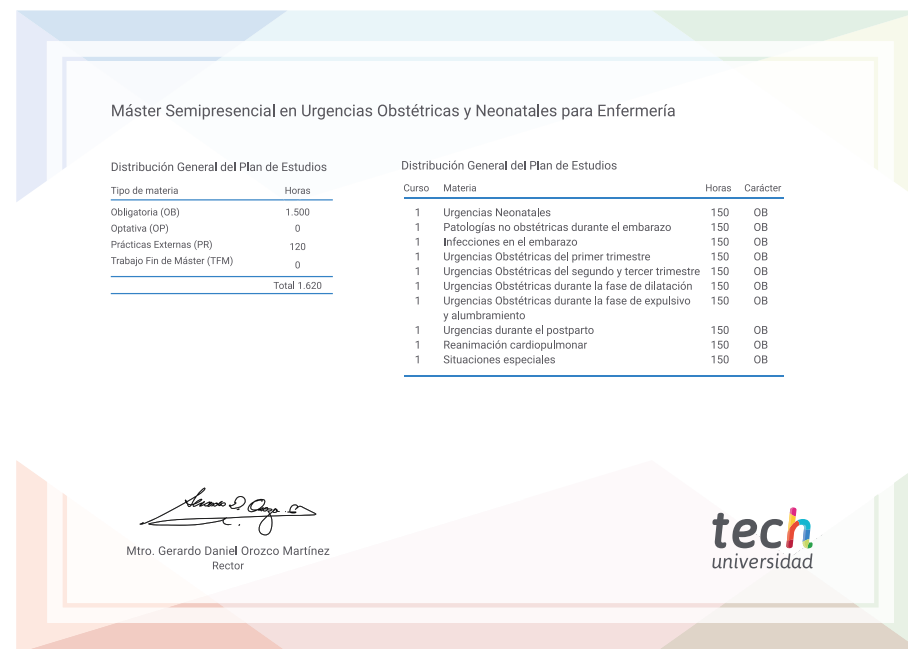 Máster Semipresencial en Urgencias Obstétricas y Neonatales para Enfermería
Distribución General del Plan de Estudios
Tipo de materia Horas
Obligatoria (OB) 1.500
Optativa (OP) 0
Prácticas Externas (PR) 120
Trabajo Fin de Máster (TFM) 0
Total 1.620
Distribución General del Plan de Estudios
Curso Materia Horas Carácter
1 Urgencias Neonatales 150 OB
1 Patologías no obstétricas durante el embarazo 150 OB
1 Infecciones en el embarazo 150 OB
1 Urgencias Obstétricas del primer trimestre 150 OB
1 Urgencias Obstétricas del segundo y tercer trimestre 150 OB
1 Urgencias Obstétricas durante la fase de dilatación 150 OB
1 Urgencias Obstétricas durante la fase de expulsivo 150 OB
y alumbramiento
1 Urgencias durante el postparto 150 OB
1 Reanimación cardiopulmonar 150 OB
1 Situaciones especiales 150 OB
Mtro. Gerardo Daniel Orozco Martínez
Rector
tech
universidad